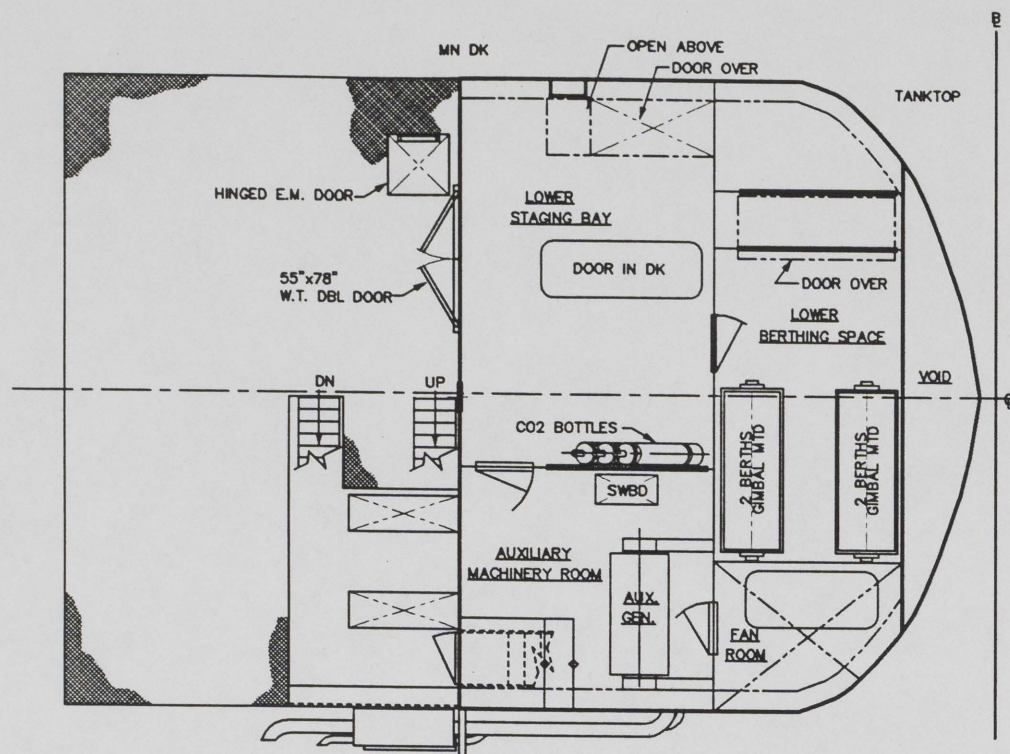 MN DK
OPEN ABOVE
DOOR OVER
TANKTOP
HINGED E.M. DOOR
LOWER
STAGING BAY
DOOR IN DK
55"x78"
W.T. DBL DOOR
DOOR OVER
LOWER
BERTHING SPACE
VOID
DN
UP
CO2 BOTTLES
2 BERTHS
GIMBAL MTD
2 BERTHS
GIMBAL MTD
SWBD
AUXILIARY
MACHINERY ROOM
AUX.
GEN.
FAN
ROOM